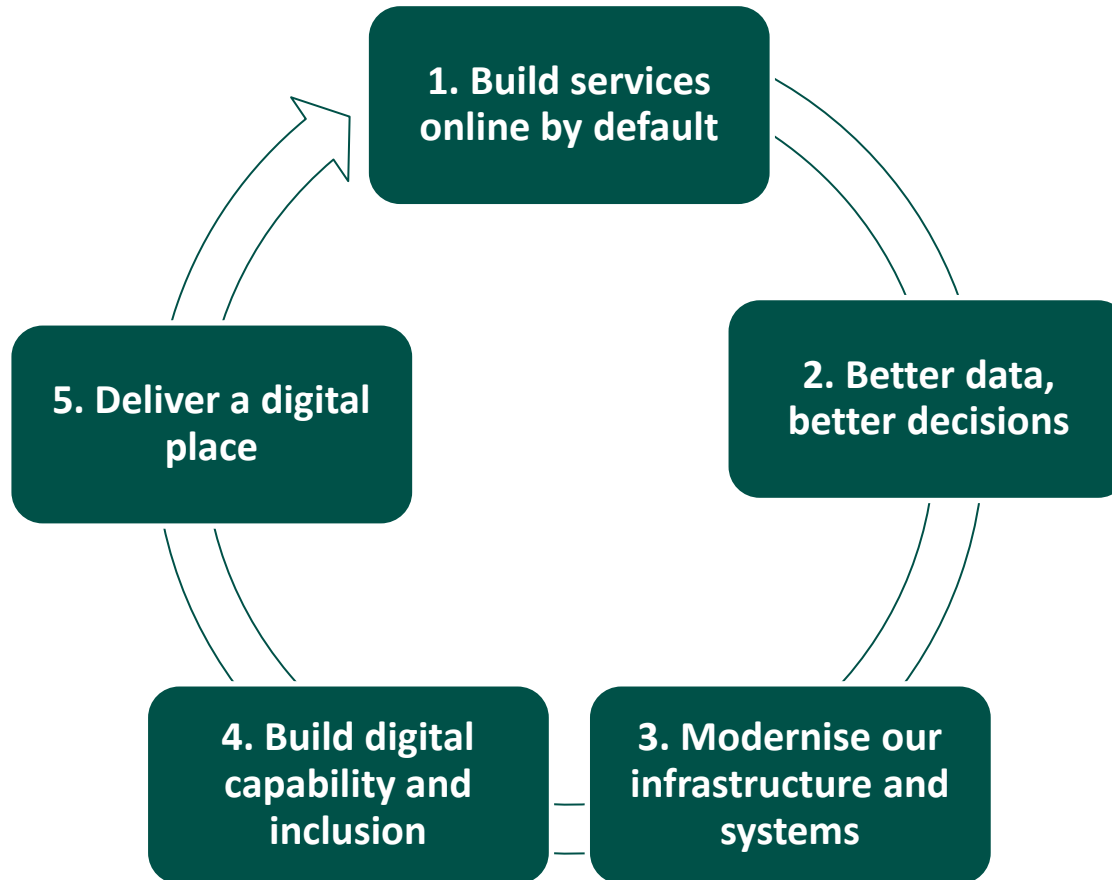 1. Build services
online by default
2. Better data,
better decisions
3. Modernise our
infrastructure and
systems
4. Build digital
capability and
inclusion
5. Deliver a digital
place